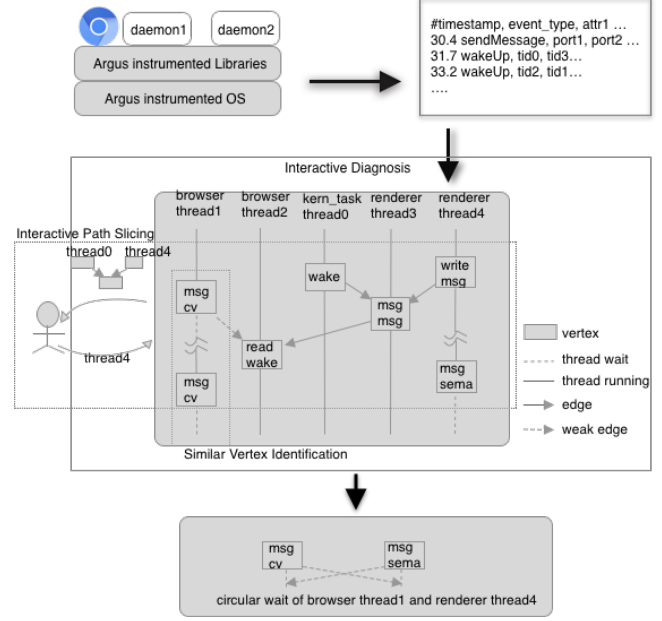 daemon1
daemon2
Argus instrumented Libraries
Argus instrumented OS
#timestamp, event_type, attr1 ...
30.4 sendMessage, port1, port2 ...
31.7 wakeUp, tid0, tid3...
33.2 wakeUp, tid2, tid1...
....
Interactive Diagnosis
browser
thread1
browser
thread2
kern_task
thread0
renderer
thread3
renderer
thread4
Interactive Path Slicing
thread0
thread4
thread4
msg
cv
msg
cv
read
wake
wake
msg
msg
write
msg
msg
sema
Similar Vertex Identification
vertex
thread wait
thread running
edge
weak edge
msg
cv
msg
sema
circular wait of browser thread1 and renderer thread4